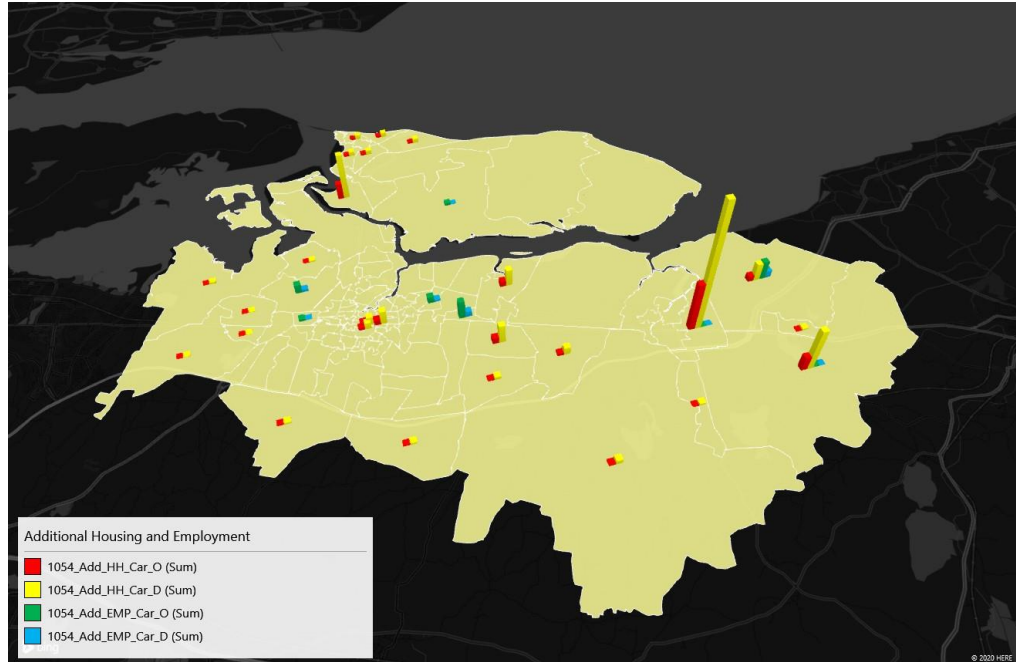 Additional Housing and Employment
1054_Add_HH_Car_O (Sum)
1054_Add_HH_Car_D (Sum)
1054_Add_EMP_Car_O (Sum)
1054_Add_EMP_Car_D (Sum)
© 2020 HERE